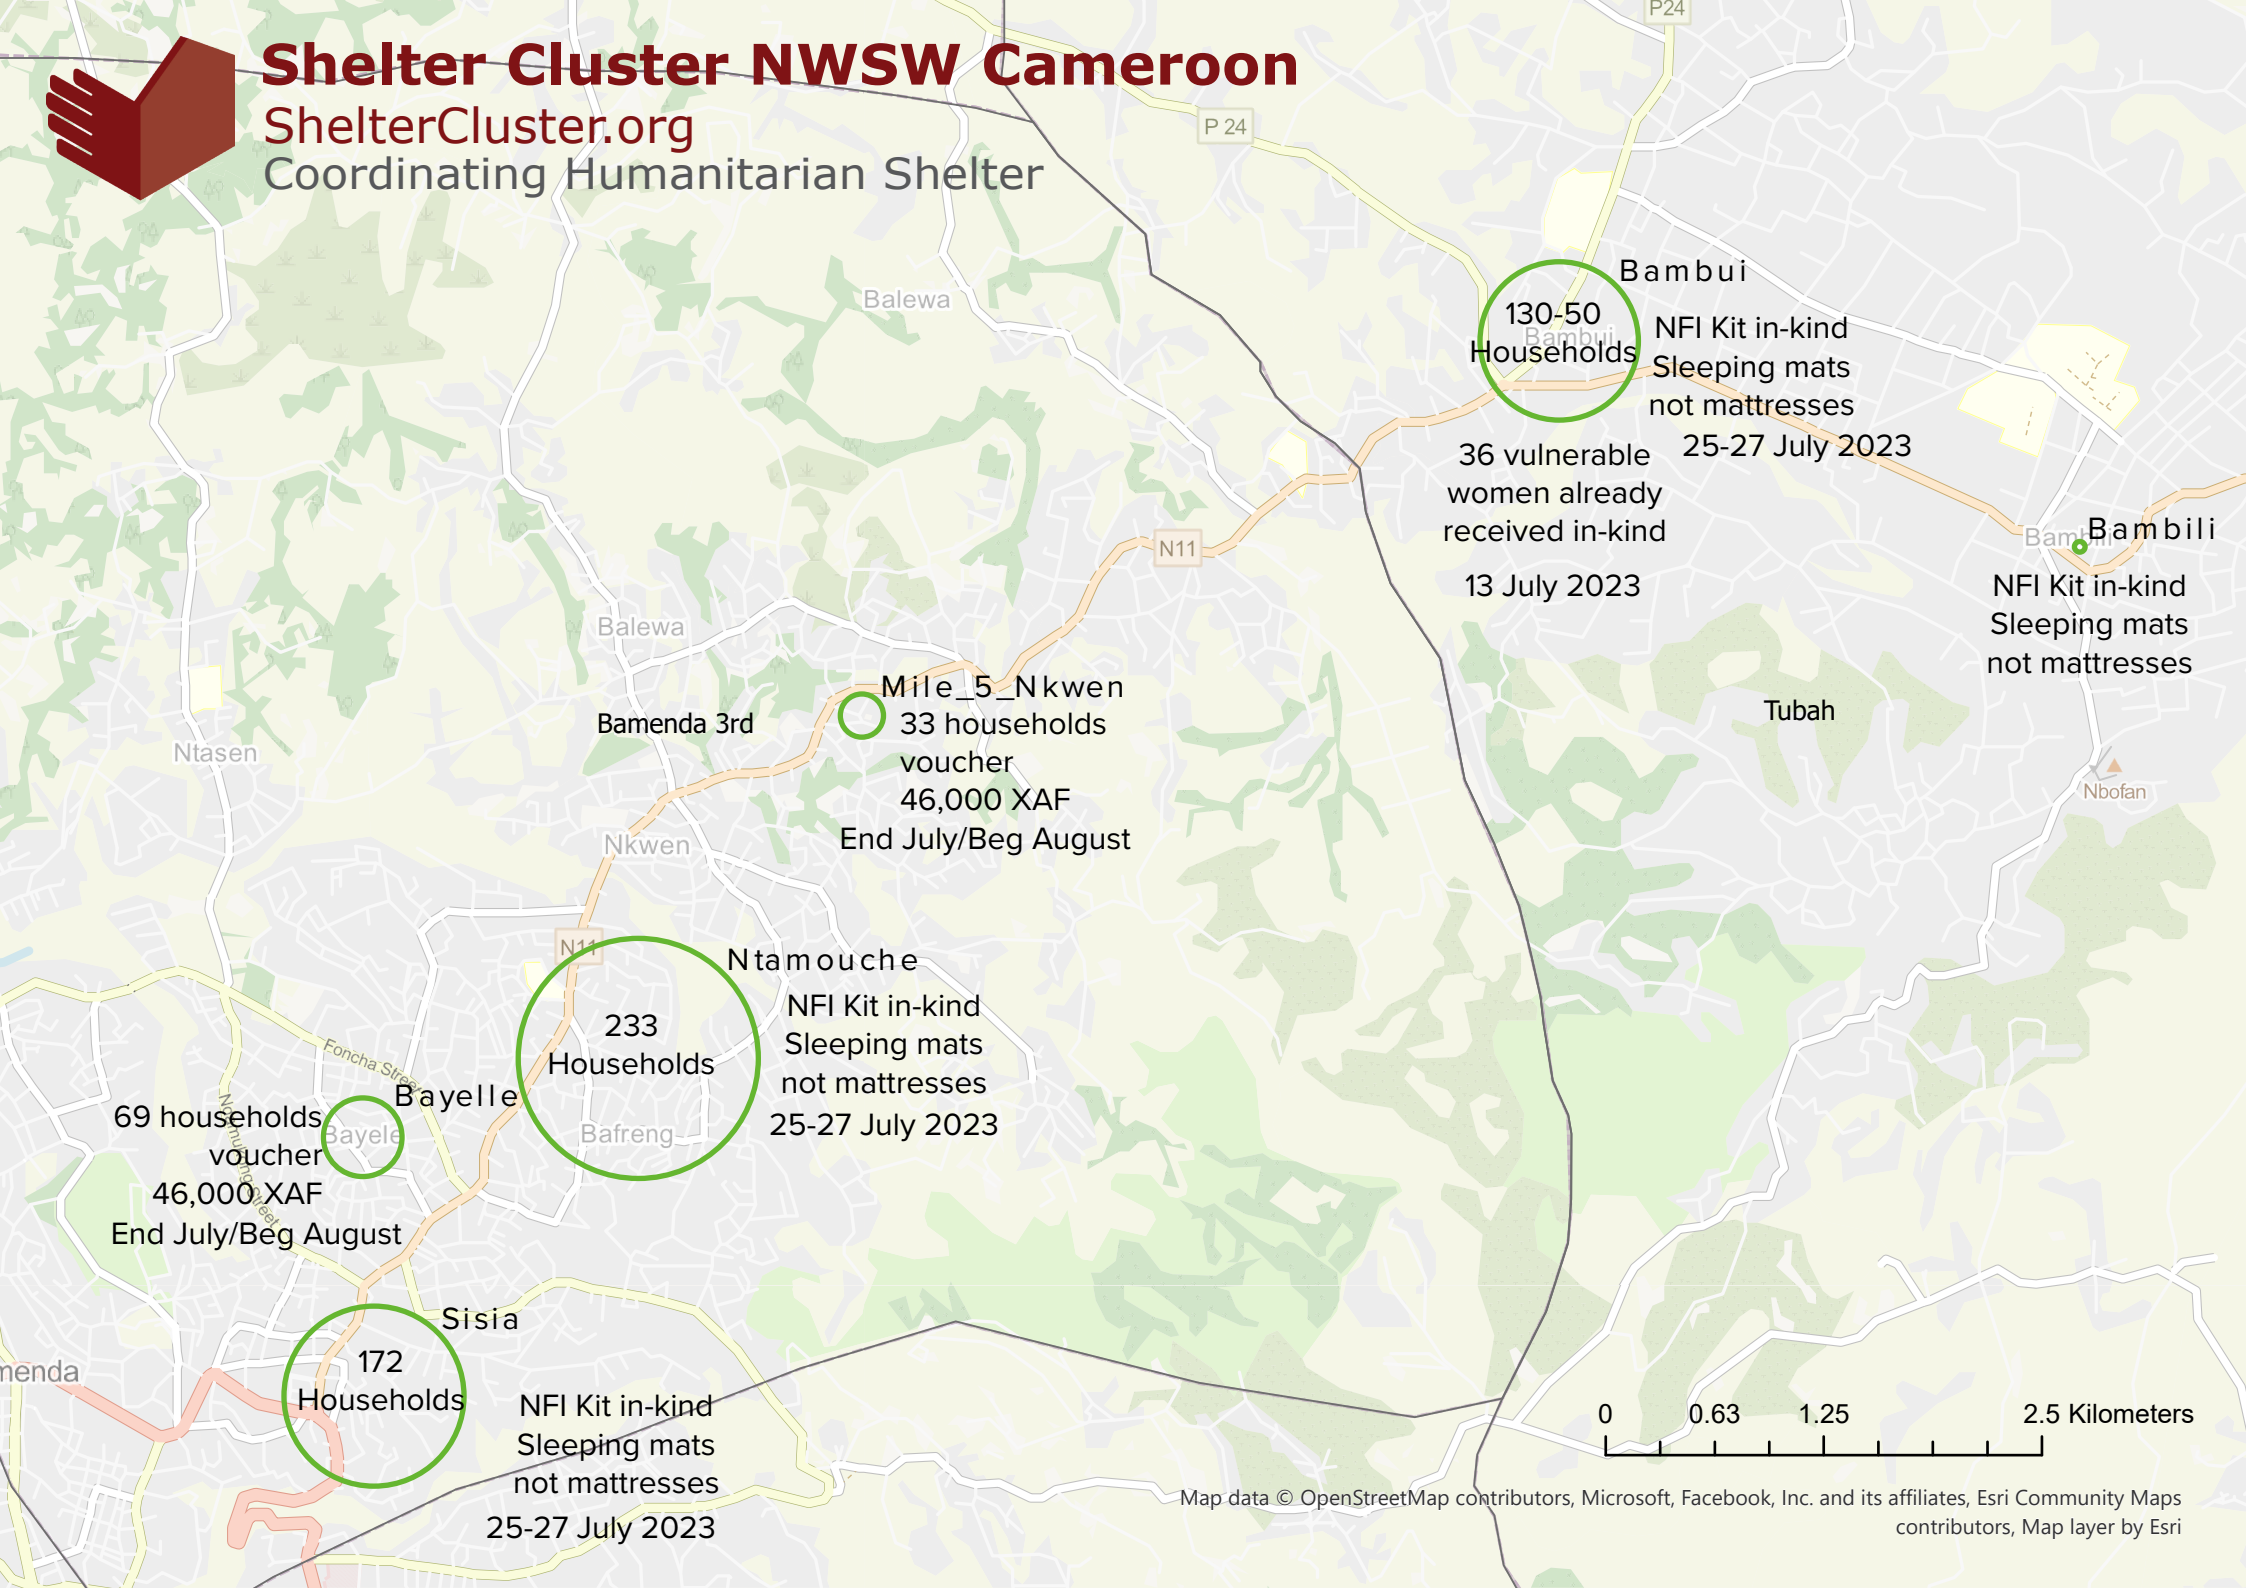 Shelter Cluster NWSW Cameroon
ShelterCluster.org
Coordinating Humanitarian Shelter
P24
P 24
Balewa
Bambui
130-50
Bambui
Households
NFI Kit in-kind
Sleeping mats
not mattresses
25-27 July 2023
36 vulnerable
women already
received in-kind
13 July 2023
N11
Bambili
Bambili
NFI Kit in-kind
Sleeping mats
not mattresses
Balewa
Mile_5_Nkwen
33 households
voucher
46,000 XAF
End July/Beg August
Bamenda 3rd
Tubah
Ntasen
Nbofan
Nkwen
N11
Ntamouche
233
Households
NFI Kit in-kind
Sleeping mats
not mattresses
25-27 July 2023
Bafreng
Foncha Street
Bayelle
69 households
Bayele
voucher
46,000 XAF
End July/Beg August
Sisia
172
Households
menda
NFI Kit in-kind
Sleeping mats
not mattresses
25-27 July 2023
0 0.63 1.25 2.5 Kilometers
Map data © OpenStreetMap contributors, Microsoft, Facebook, Inc. and its affiliates, Esri Community Maps
contributors, Map layer by Esri